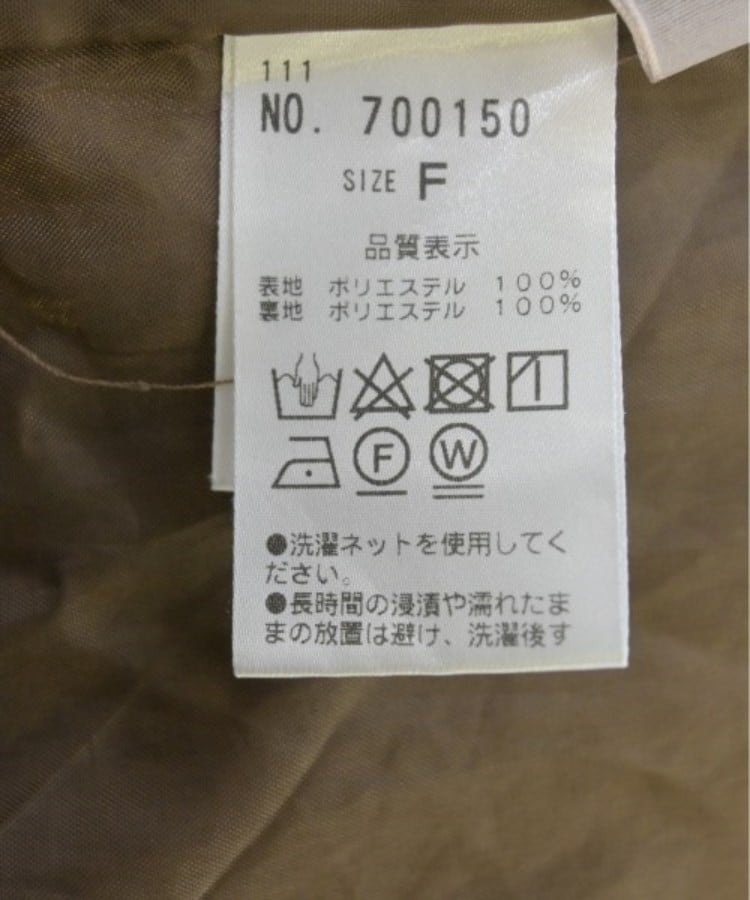 111
NO. 700150
SIZE F
品質表示
表地 ポリエステル 100%
裏地 ポリエステル 100%
F
W
●洗濯ネットを使用してく
ださい。
●長時間の浸漬や濡れたま
まの放置は避け、洗濯後す